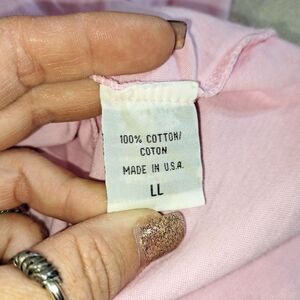 100% COTTON/
COTON
MADE IN U.S.A.
LL